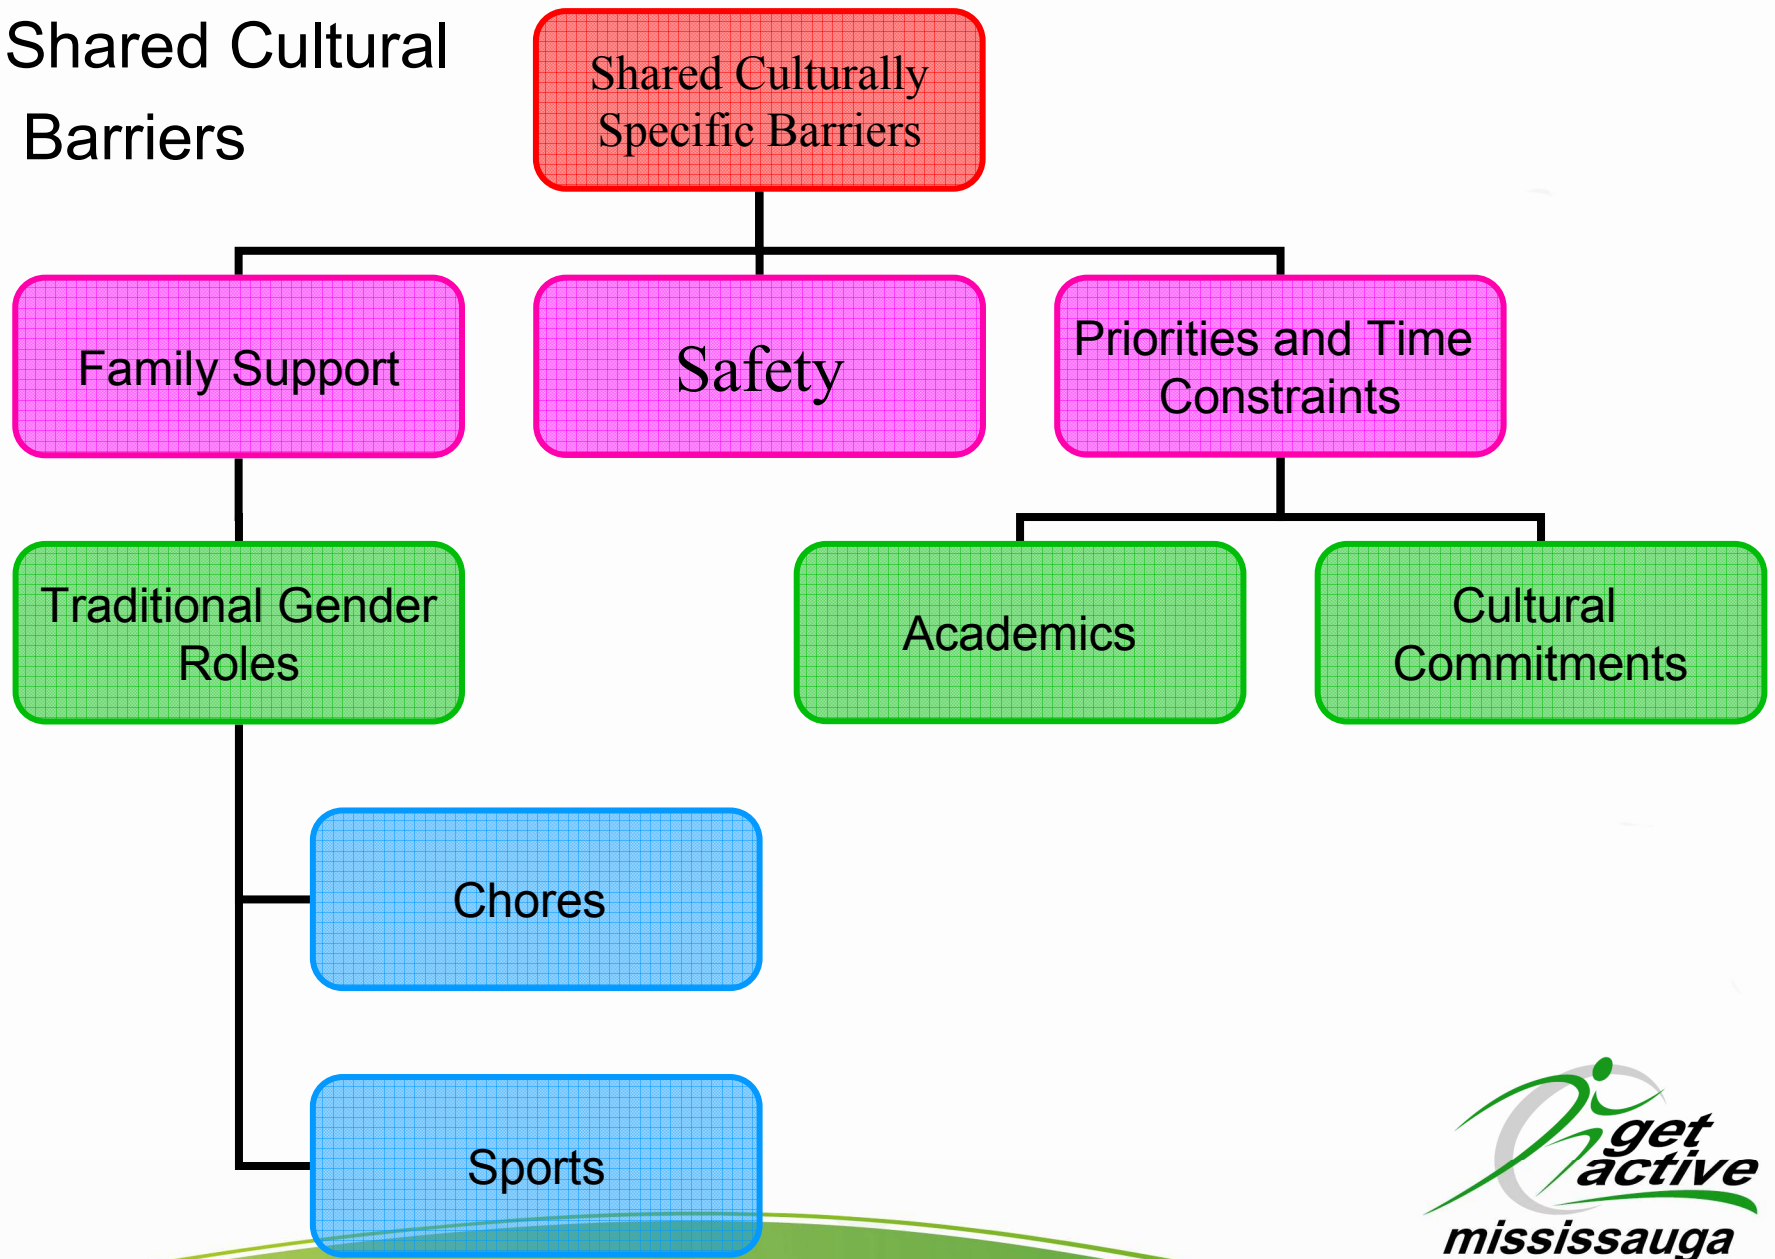 Shared Cultural
Barriers
Shared Culturally
Specific Barriers
Family Support
Safety
Priorities and Time
Constraints
Traditional Gender
Roles
Academics
Cultural
Commitments
Chores
Sports
get
active
mississauga